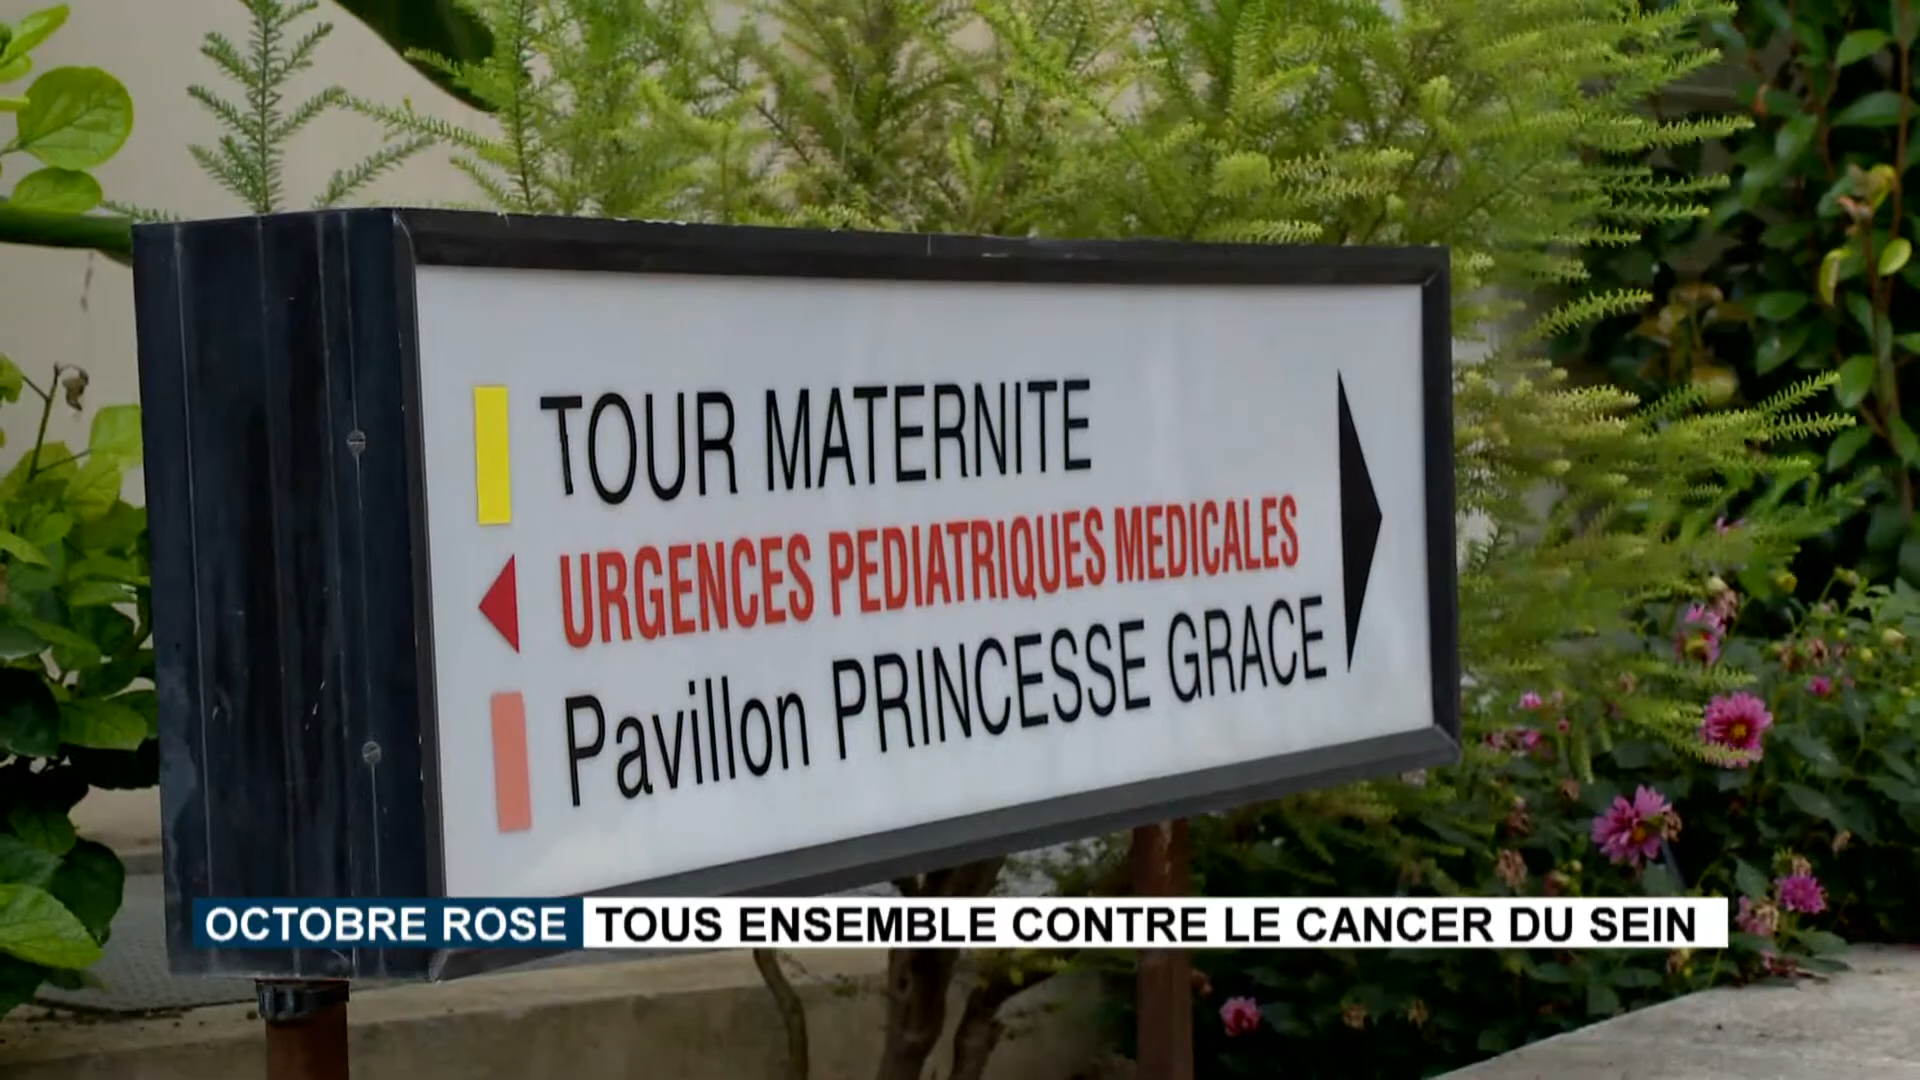 TOUR MATERNITE
URGENCES PEDIATRIQUES MEDICALES
Pavillon PRINCESSE GRACE
OCTOBRE ROSE TOUS ENSEMBLE CONTRE LE CANCER DU SEIN